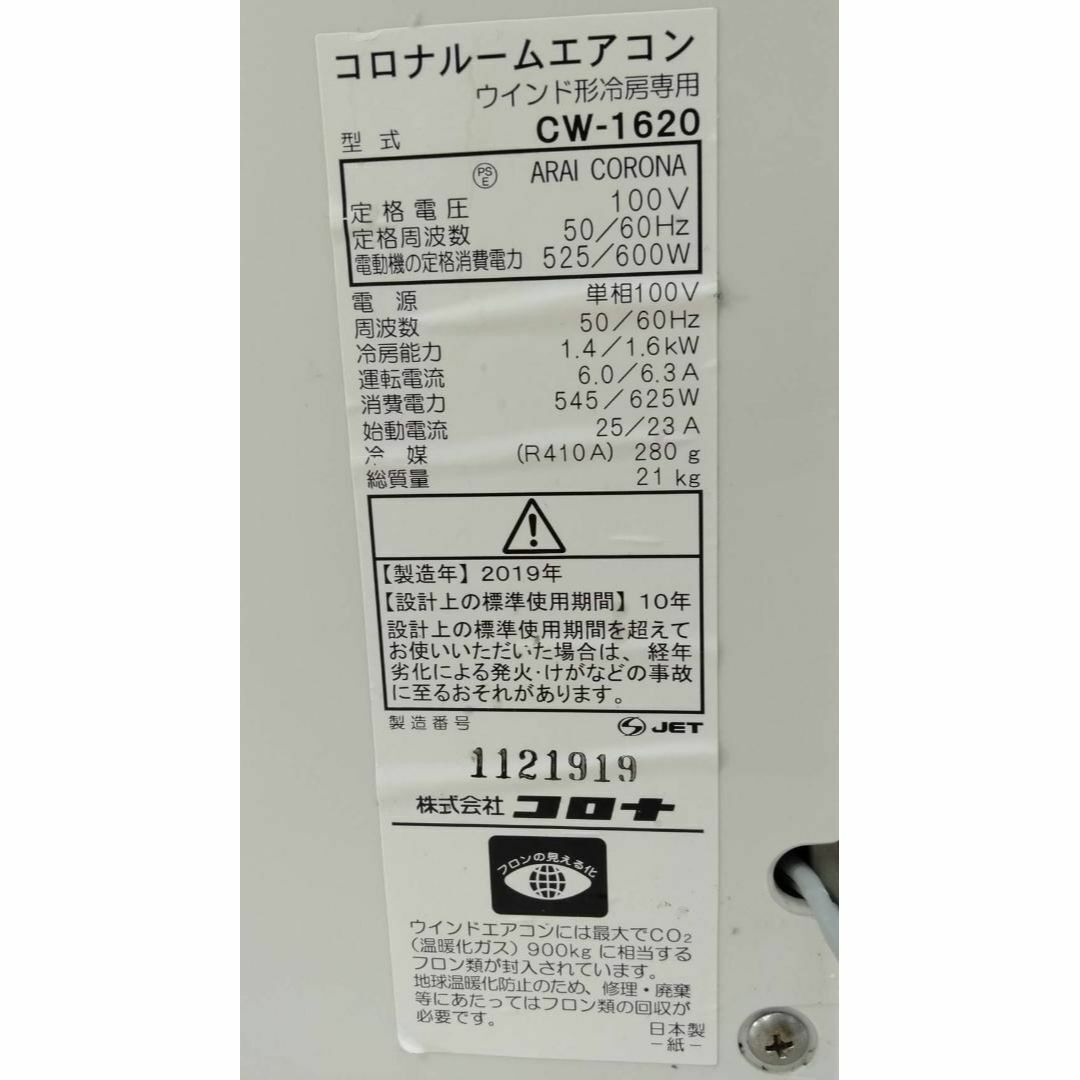 コロナルームエアコン
ウインド形冷房専用
型式 CW-1620
PSE ARAI CORONA
定格電圧 100V
定格周波数 50/60Hz
電動機の定格消費電力 525/600W
電源 単相100V
周波数 50/60Hz
冷房能力 1.4/1.6kW
運転電流 6.0/6.3A
消費電力 545/625W
始動電流 25/23A
冷媒 (R410A) 280g
総質量 21kg
【製造年】2019年
【設計上の標準使用期間】10年
設計上の標準使用期間を超えて
お使いいただいた場合は、経年
劣化による発火・けがなどの事故
に至るおそれがあります。
製造番号 JET
1121919
株式会社 コロナ
フロンの見える化
ウインドエアコンには最大でCO₂
(温暖化ガス)900kgに相当する
フロン類が封入されています。
地球温暖化防止のため、修理・廃棄
等にあたってはフロン類の回収が
必要です。
日本製
-紙-